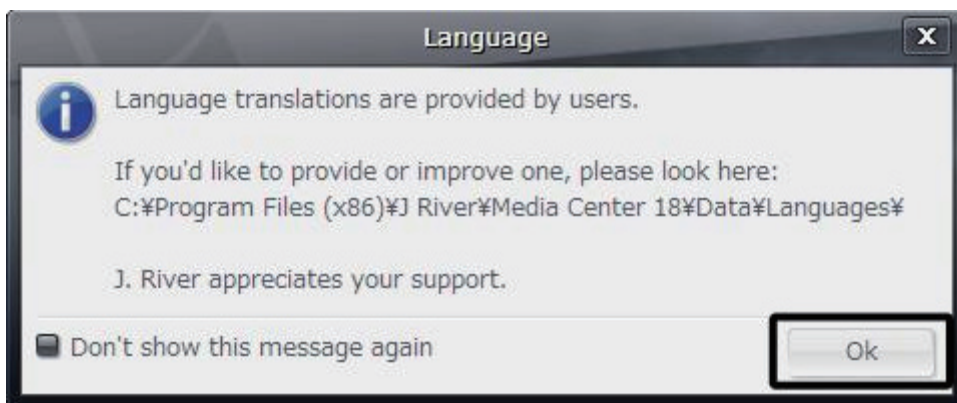 Language
X
Language translations are provided by users.
If you'd like to provide or improve one, please look here:
C:¥Program Files (x86)¥J River¥Media Center 18¥Data¥Languages¥
J. River appreciates your support.
Don't show this message again
Ok